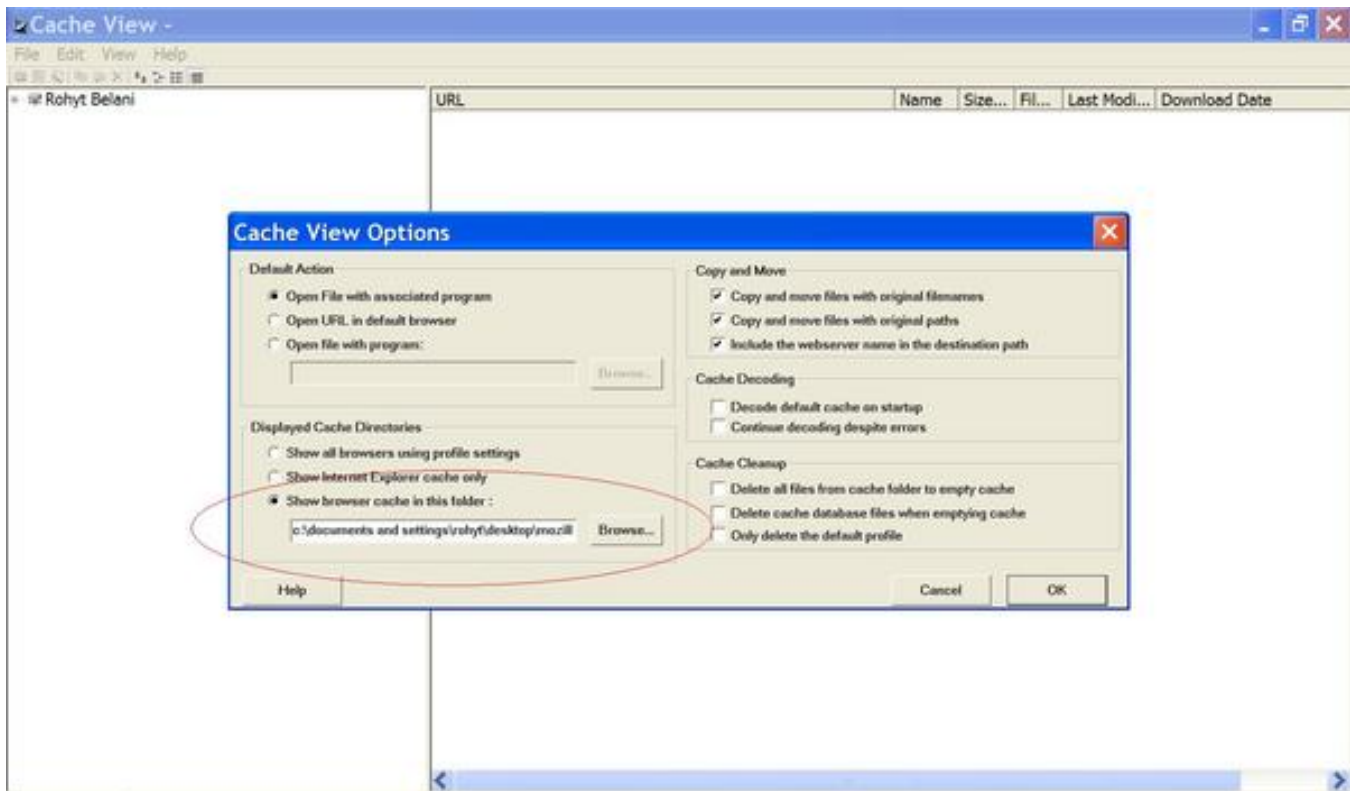 Cache View -
File Edit View Help
Rohyt Belani
URL Name Size... Fil... Last Modi... Download Date
Cache View Options
Default Action
Open File with associated program
Open URL in default browser
Open file with program:
Browse...
Displayed Cache Directories
Show all browsers using profile settings
Show Internet Explorer cache only
Show browser cache in this folder :
c:\documents and settings\rohyt\desktop\mozill Browse...
Copy and Move
Copy and move files with original filenames
Copy and move files with original paths
Include the webserver name in the destination path
Cache Decoding
Decode default cache on startup
Continue decoding despite errors
Cache Cleanup
Delete all files from cache folder to empty cache
Delete cache database files when emptying cache
Only delete the default profile
Help Cancel OK